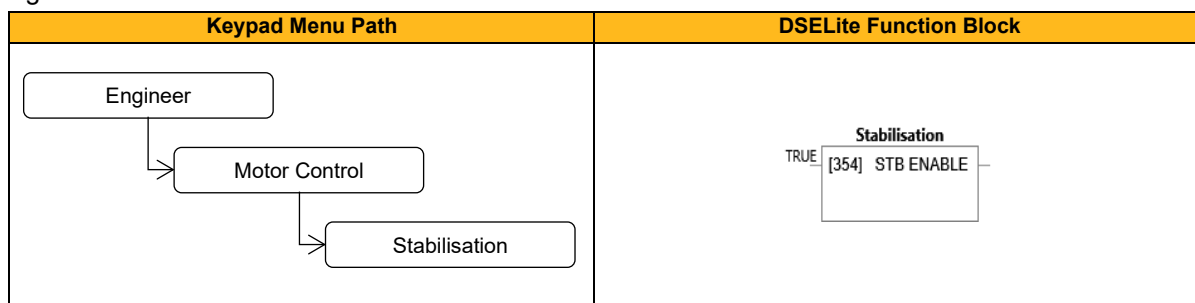 Keypad Menu Path
DSELite Function Block
Engineer
Motor Control
Stabilisation
Stabilisation
TRUE
[354] STB ENABLE